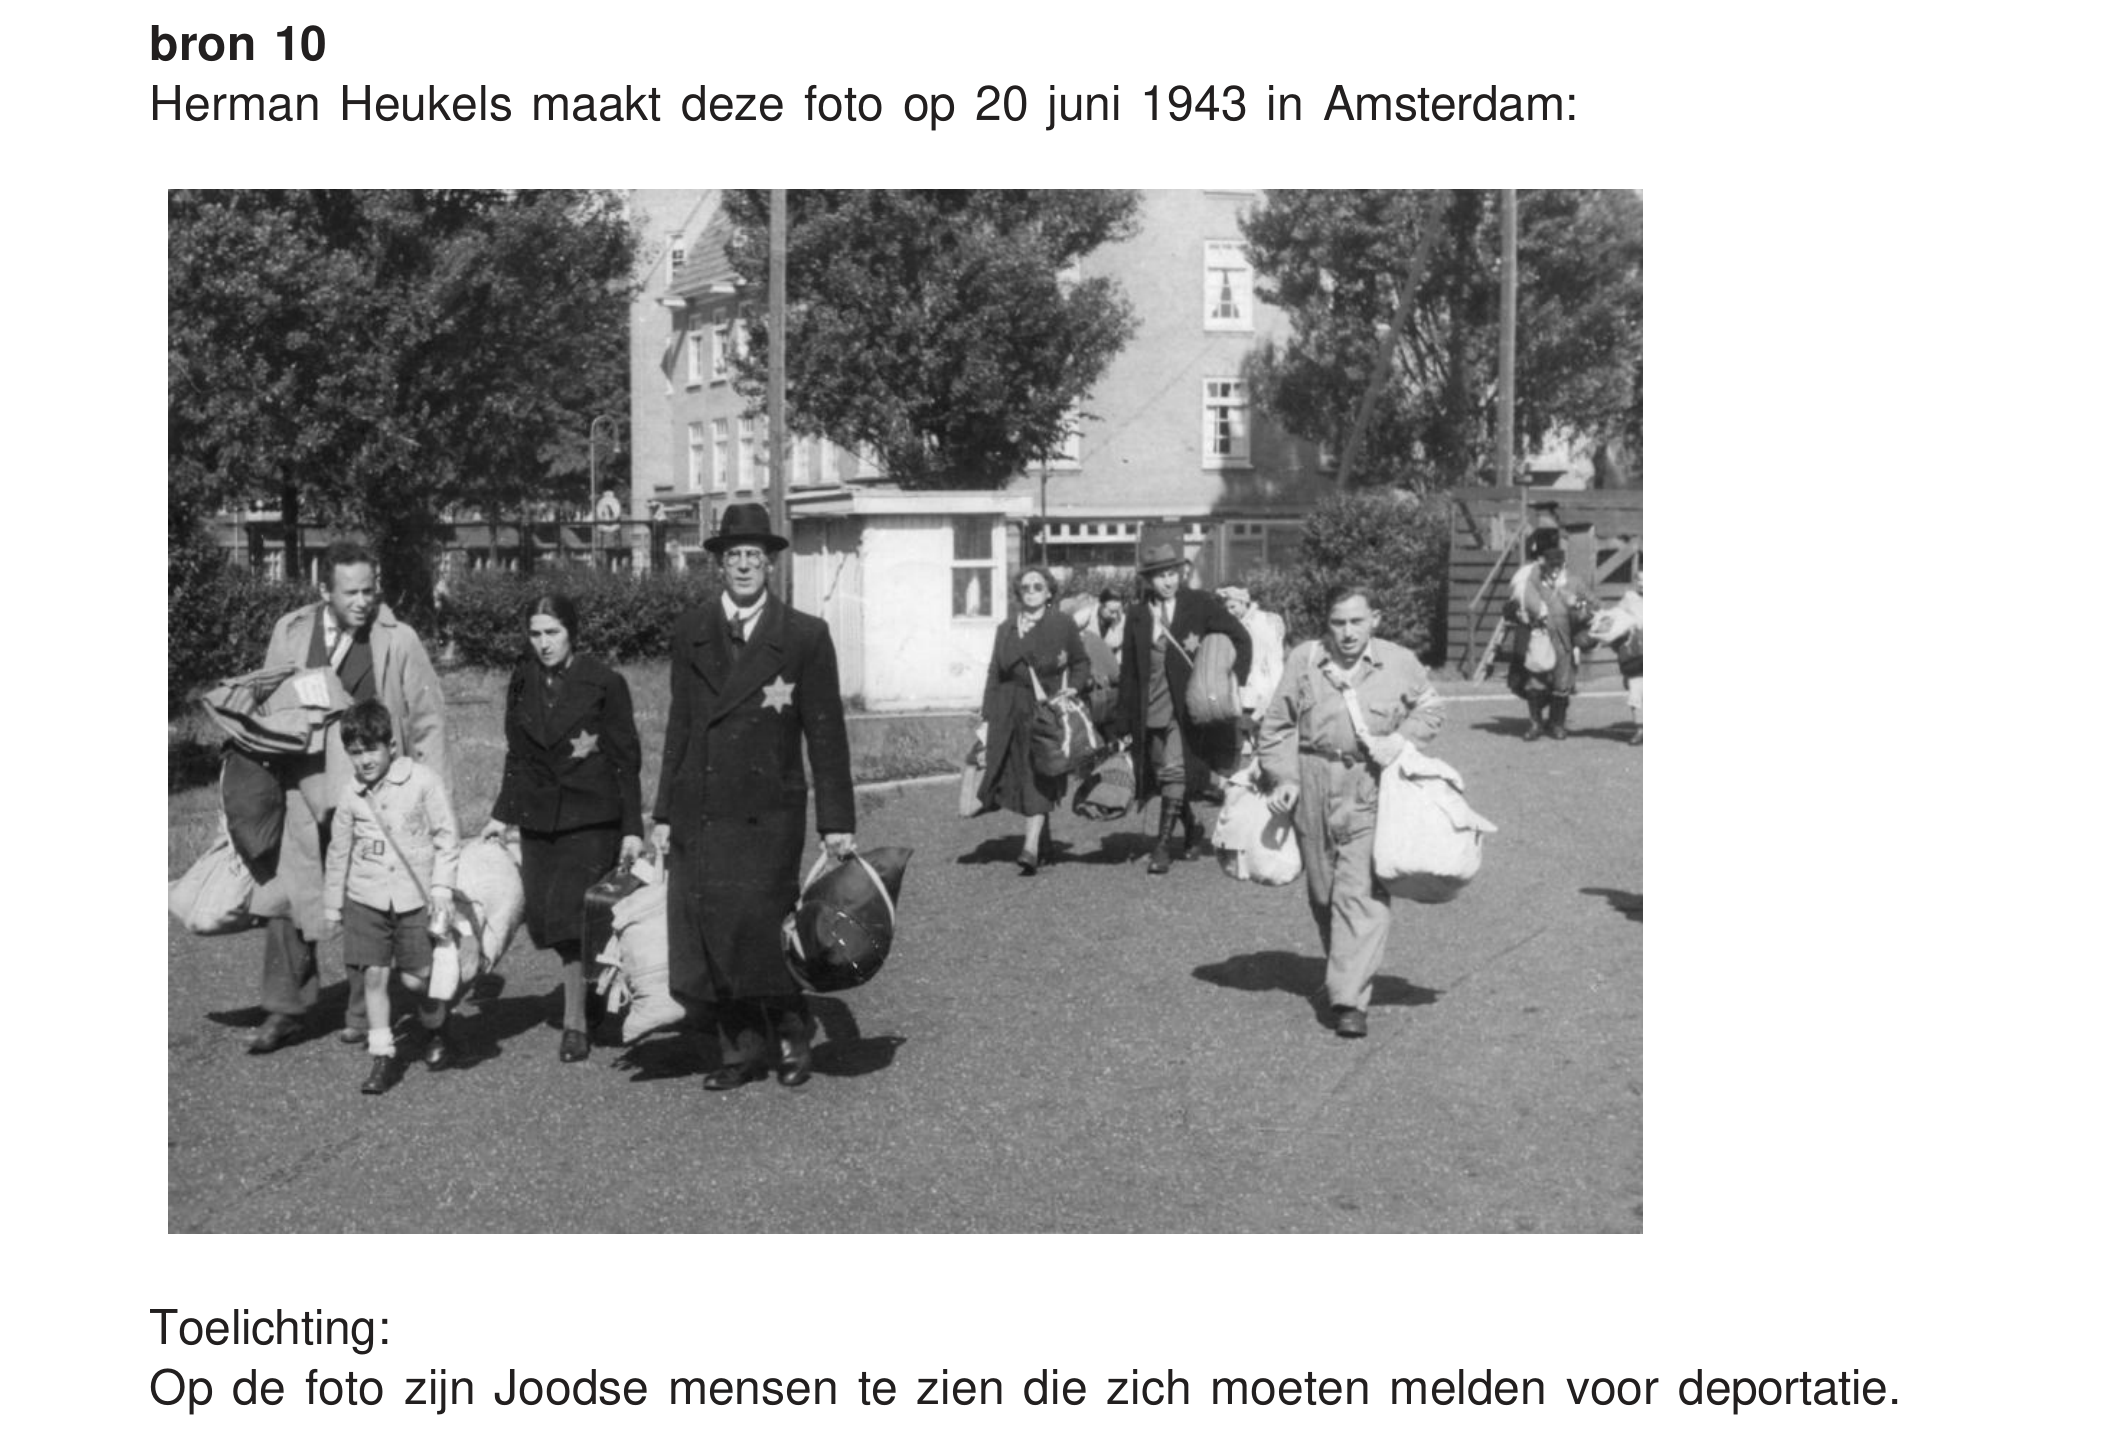 bron 10
Herman Heukels maakt deze foto op 20 juni 1943 in Amsterdam:
Toelichting:
Op de foto zijn Joodse mensen te zien die zich moeten melden voor deportatie.